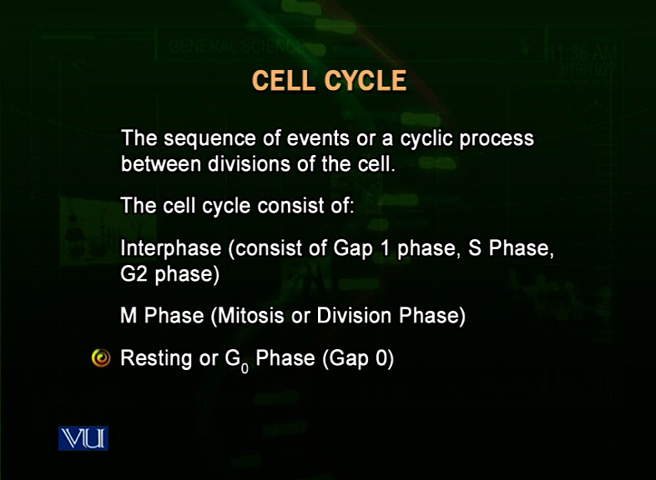 GENERAL SCIENCE
CELL CYCLE
The sequence of events or a cyclic process
between divisions of the cell.
The cell cycle consist of:
Interphase (consist of Gap 1 phase, S Phase,
G2 phase)
M Phase (Mitosis or Division Phase)
Resting or G₀ Phase (Gap 0)
VU